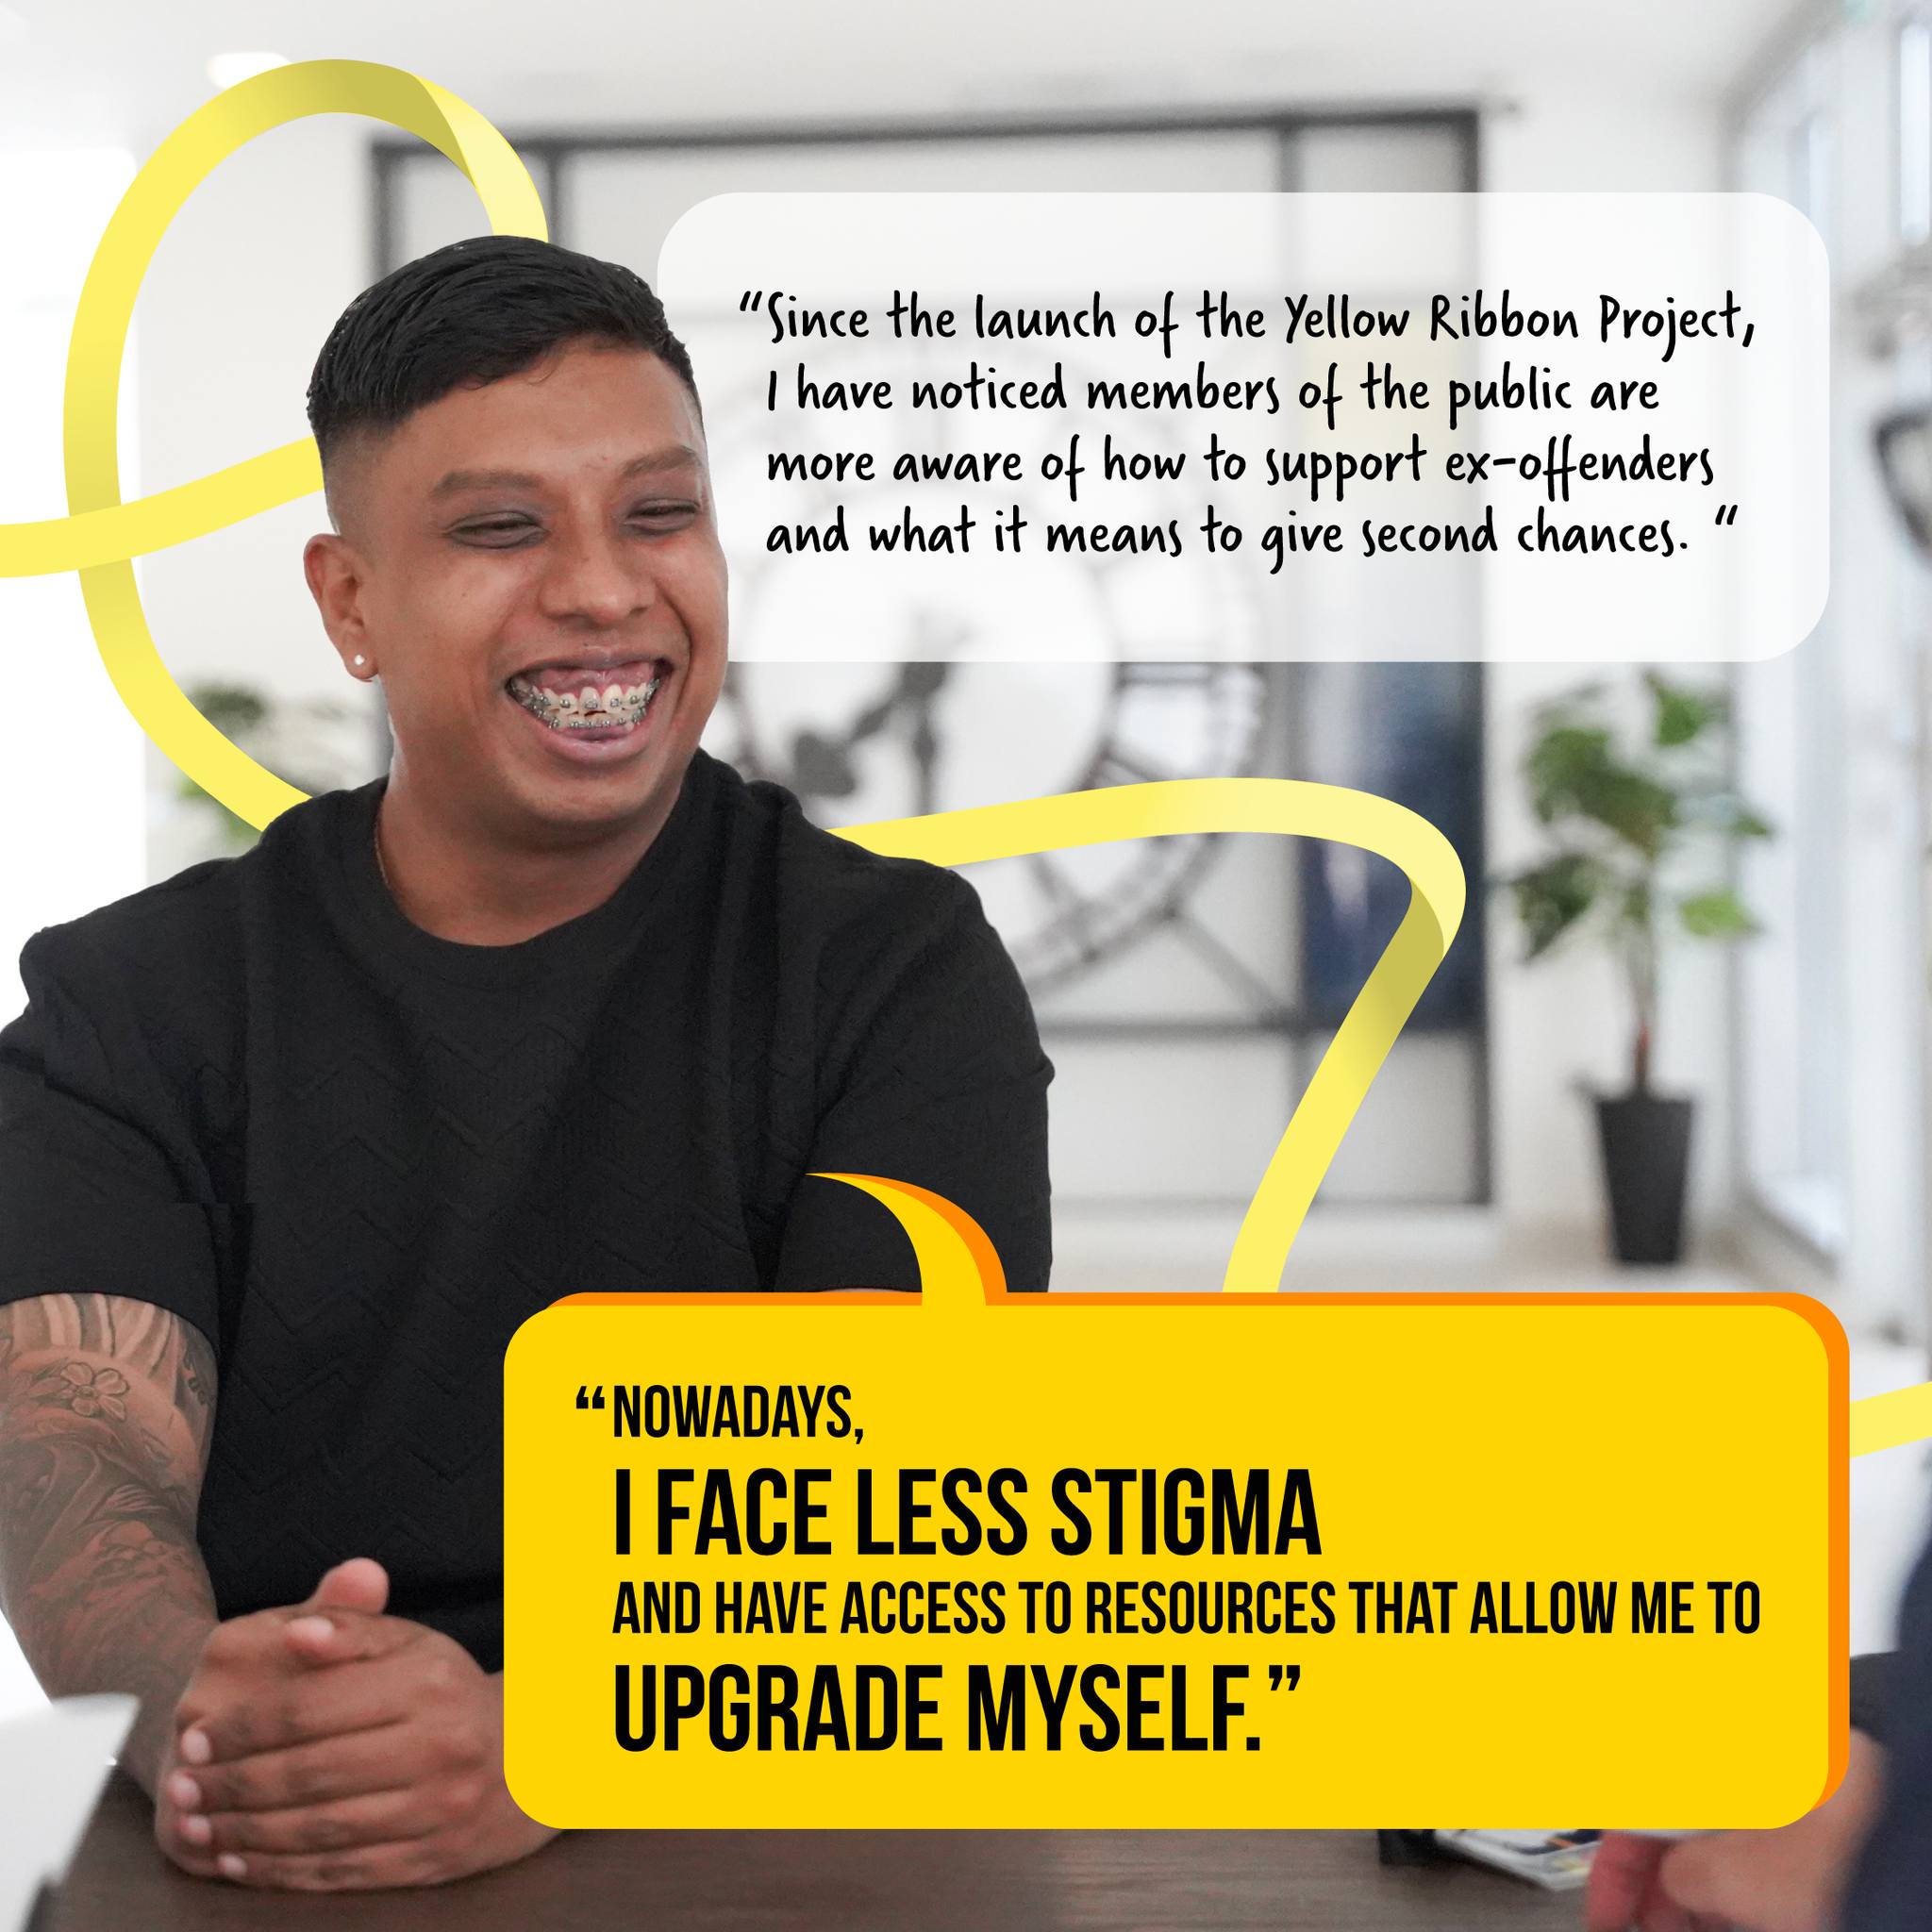 “Since the launch of the Yellow Ribbon Project,
I have noticed members of the public are
more aware of how to support ex-offenders
and what it means to give second chances. “
“NOWADAYS,
I FACE LESS STIGMA
AND HAVE ACCESS TO RESOURCES THAT ALLOW ME TO
UPGRADE MYSELF.”